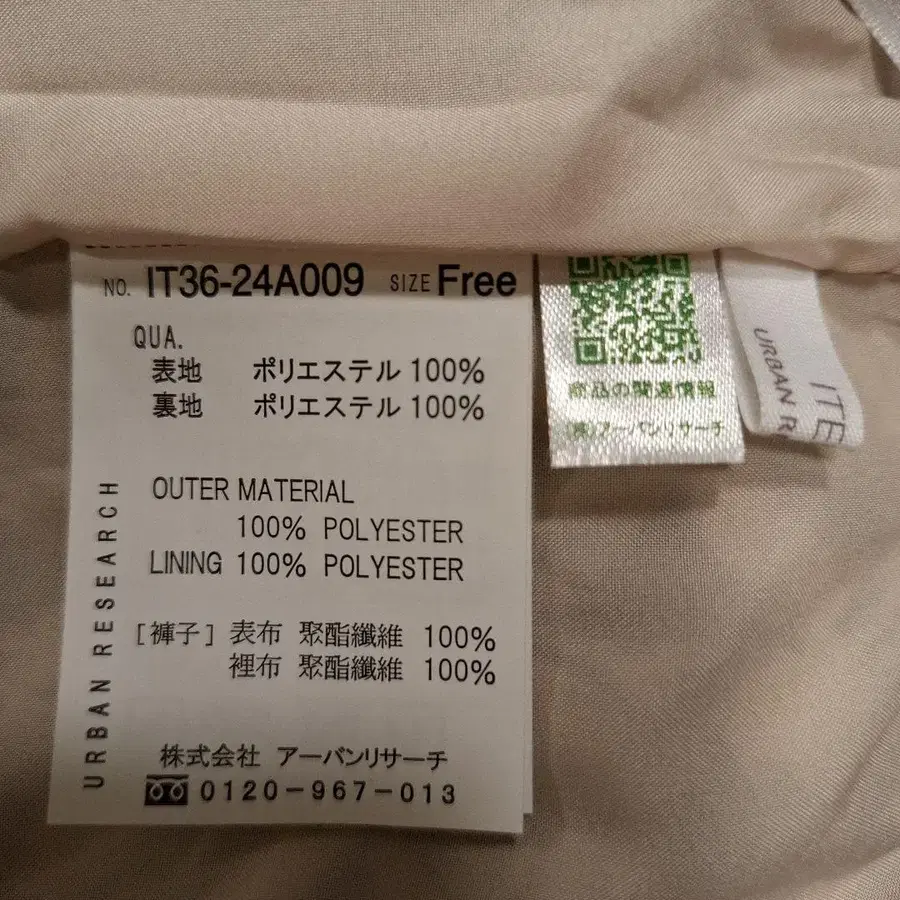 NO. IT36-24A009 SIZE Free
QUA.
表地 ポリエステル 100%
裏地 ポリエステル 100%
OUTER MATERIAL
100% POLYESTER
LINING 100% POLYESTER
[褲子] 表布 聚酯纖維 100%
裡布 聚酯纖維 100%
URBAN RESEARCH
株式会社 アーバンリサーチ
0120-967-013
商品の関連情報
(株)アーバンリサーチ
URBAN R
ITE